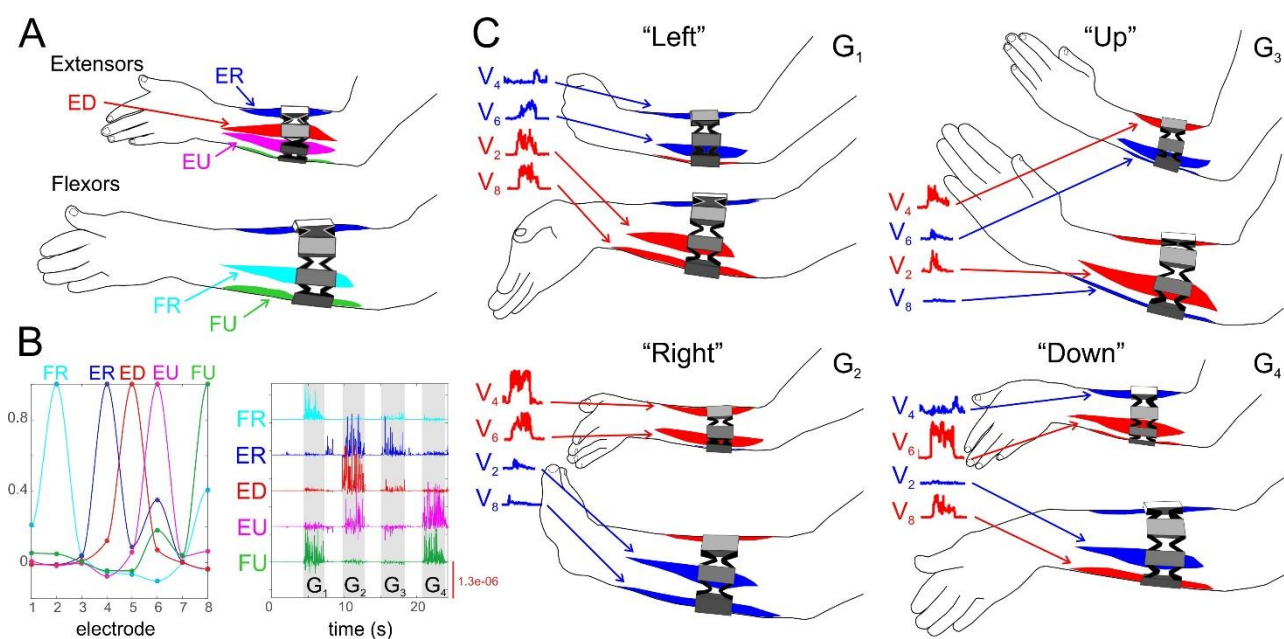 A
Extensors
ER
ED
EU
Flexors
FR
FU
B
FR ER ED EU FU
0.8
0.4
0
1 2 3 4 5 6 7 8
electrode
FR
ER
ED
EU
FU
G1 G2 G3 G4
1.3e-06
0 10 20
time (s)
C
"Left" G1
V4
V6
V2
V8
"Up" G3
V4
V6
V2
V8
"Right" G2
V4
V6
V2
V8
"Down" G4
V4
V6
V2
V8